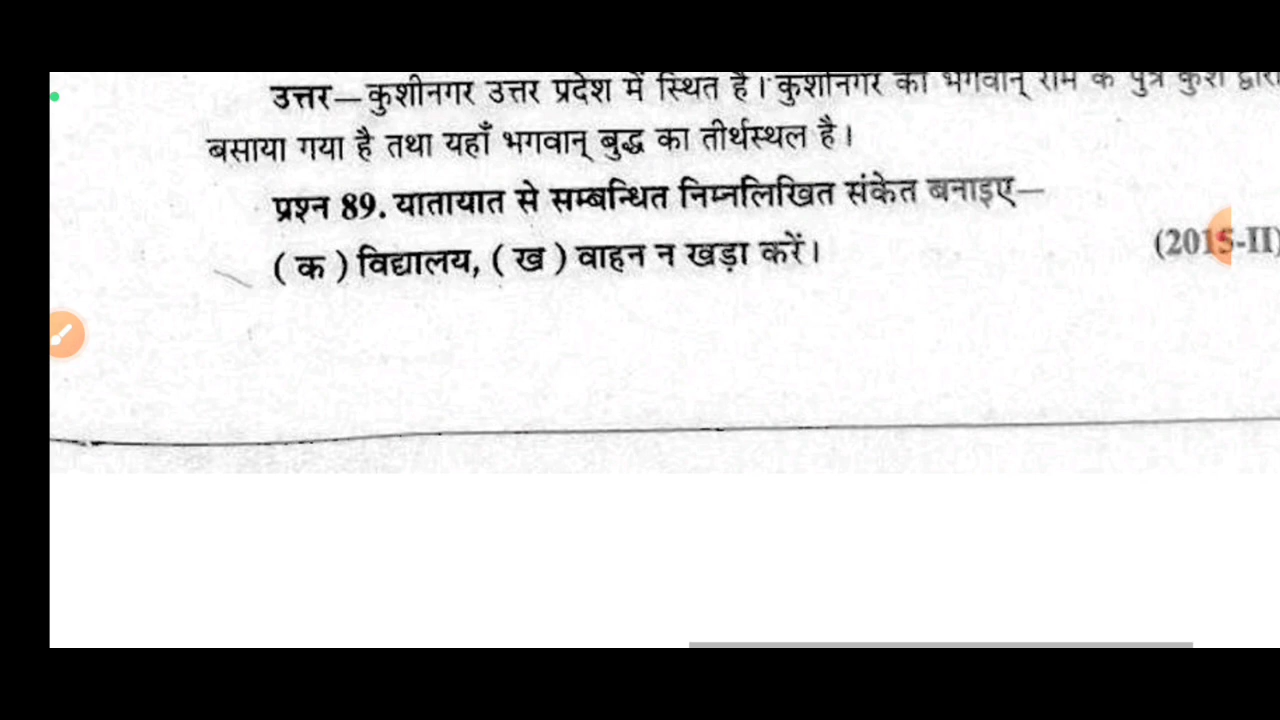 उत्तर—कुशीनगर उत्तर प्रदेश में स्थित है। कुशीनगर को भगवान् राम के पुत्र कुश द्वारा
बसाया गया है तथा यहाँ भगवान् बुद्ध का तीर्थस्थल है।
प्रश्न 89. यातायात से सम्बन्धित निम्नलिखित संकेत बनाइए—
(2015-II)
( क ) विद्यालय, ( ख ) वाहन न खड़ा करें।